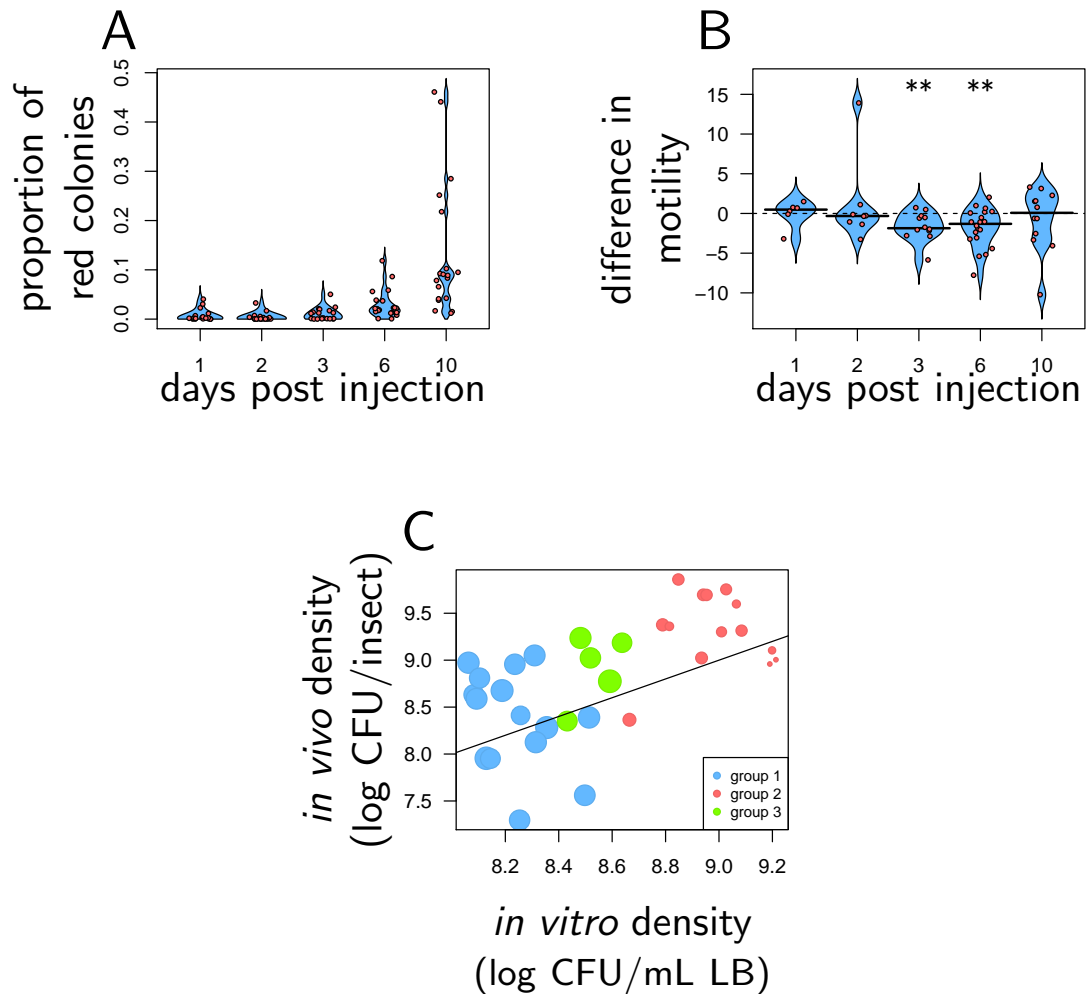 A
proportion of
red colonies
0.5
0.4
0.3
0.2
0.1
0.0
1 2 3 6 10
days post injection
B
difference in
motility
15
10
5
0
−5
−10
** **
1 2 3 6 10
days post injection
C
in vivo density
(log CFU/insect)
9.5
9.0
8.5
8.0
7.5
group 1
group 2
group 3
8.2 8.4 8.6 8.8 9.0 9.2
in vitro density
(log CFU/mL LB)